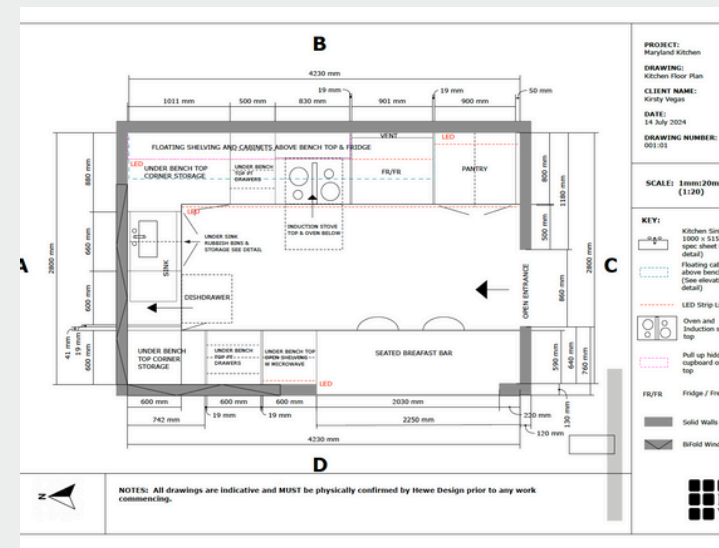 B
4230 mm
19 mm
19 mm
50 mm
1011 mm
500 mm
830 mm
901 mm
900 mm
VENT
LED
FLOATING SHELVING AND CABINETS ABOVE BENCH TOP & FRIDGE
LED
UNDER BENCH TOP
CORNER STORAGE
UNDER BENCH
TOP PT
DRAWERS
FR/FR
PANTRY
880 mm
800 mm
1180 mm
LED
INDUCTION STOVE
TOP & OVEN BELOW
UNDER SINK
RUBBISH BINS &
STORAGE SEE DETAIL
500 mm
660 mm
2800 mm
A
SINK
C
2800 mm
OPEN ENTRANCE
860 mm
DISHDRAWER
600 mm
41 mm
19 mm
600 mm
UNDER BENCH
TOP CORNER
STORAGE
UNDER BENCH
TOP PT
DRAWERS
UNDER BENCH TOP
OPEN SHELVING
W MICROWAVE
SEATED BREAFAST BAR
590 mm
640 mm
760 mm
LED
600 mm
600 mm
600 mm
2030 mm
220 mm
130 mm
742 mm
19 mm
19 mm
2250 mm
120 mm
4230 mm
D
N
NOTES: All drawings are indicative and MUST be physically confirmed by Hewe Design prior to any work
commencing.
PROJECT:
Maryland Kitchen
DRAWING:
Kitchen Floor Plan
CLIENT NAME:
Kirsty Vegas
DATE:
14 July 2024
DRAWING NUMBER:
001:01
SCALE: 1mm:20m
(1:20)
KEY:
Kitchen Sin
1000 x 515
spec sheet
detail)
Floating cab
above bench
(See elevat
detail)
LED Strip Li
Oven and
Induction s
top
Pull up hid
cupboard o
top
FR/FR
Fridge / Fre
Solid Walls
BiFold Wind